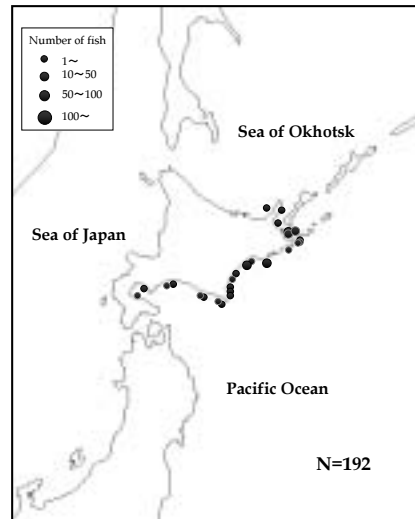 Number of fish
1～
10～50
50～100
100～
Sea of Okhotsk
Sea of Japan
Pacific Ocean
N=192